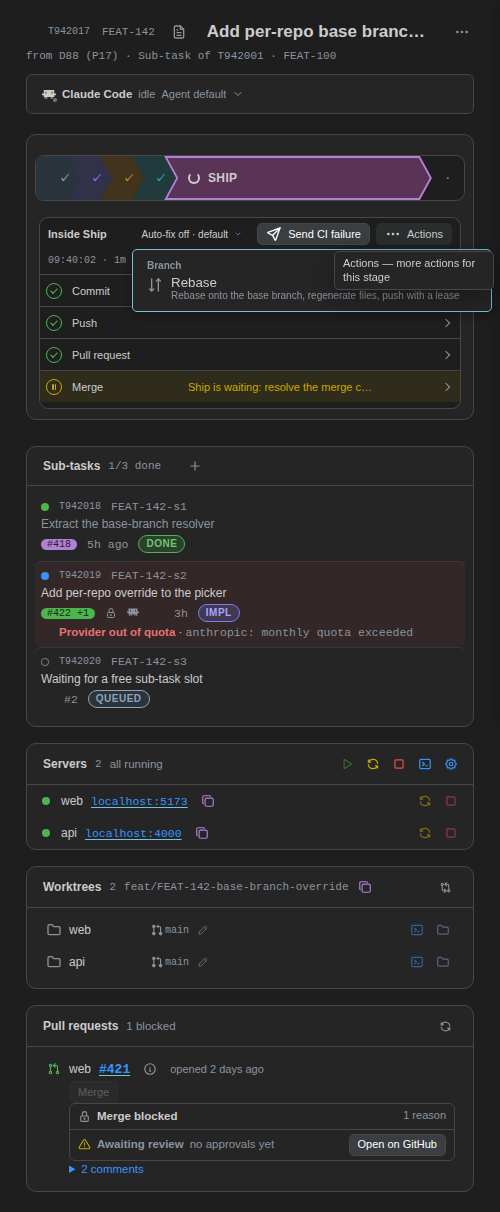 T942017 FEAT-142 Add per-repo base branc…
from D88 (P17) · Sub-task of T942001 · FEAT-100
Claude Code idle Agent default
SHIP
Inside Ship Auto-fix off · default Send CI failure Actions
09:40:02 · 1m
Branch
Rebase
Rebase onto the base branch, regenerate files, push with a lease
Actions — more actions for
this stage
Commit
Push
Pull request
Merge Ship is waiting: resolve the merge c…
Sub-tasks 1/3 done
T942018 FEAT-142-s1
Extract the base-branch resolver
#418 5h ago DONE
T942019 FEAT-142-s2
Add per-repo override to the picker
#422 +1 3h IMPL
Provider out of quota · anthropic: monthly quota exceeded
T942020 FEAT-142-s3
Waiting for a free sub-task slot
#2 QUEUED
Servers 2 all running
web localhost:5173
api localhost:4000
Worktrees 2 feat/FEAT-142-base-branch-override
web main
api main
Pull requests 1 blocked
web #421 opened 2 days ago
Merge
Merge blocked 1 reason
Awaiting review no approvals yet Open on GitHub
2 comments